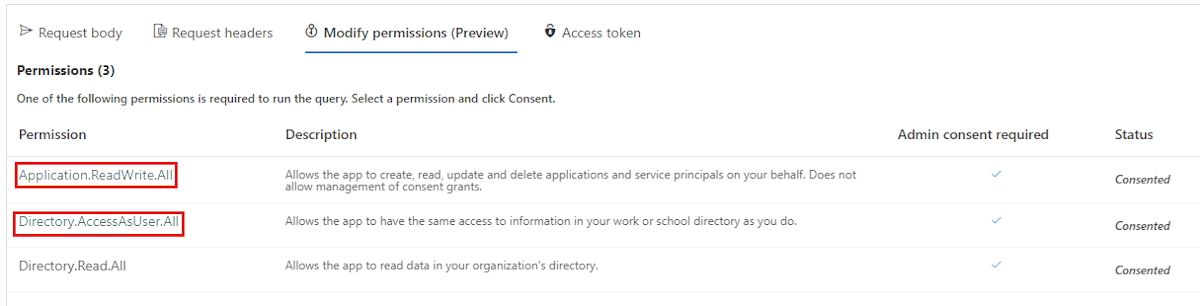 Request body Request headers Modify permissions (Preview) Access token
Permissions (3)
One of the following permissions is required to run the query. Select a permission and click Consent.
Permission Description Admin consent required Status
Application.ReadWrite.All Allows the app to create, read, update and delete applications and service principals on your behalf. Does not Consented
allow management of consent grants.
Directory.AccessAsUser.All Allows the app to have the same access to information in your work or school directory as you do. Consented
Directory.Read.All Allows the app to read data in your organization's directory. Consented